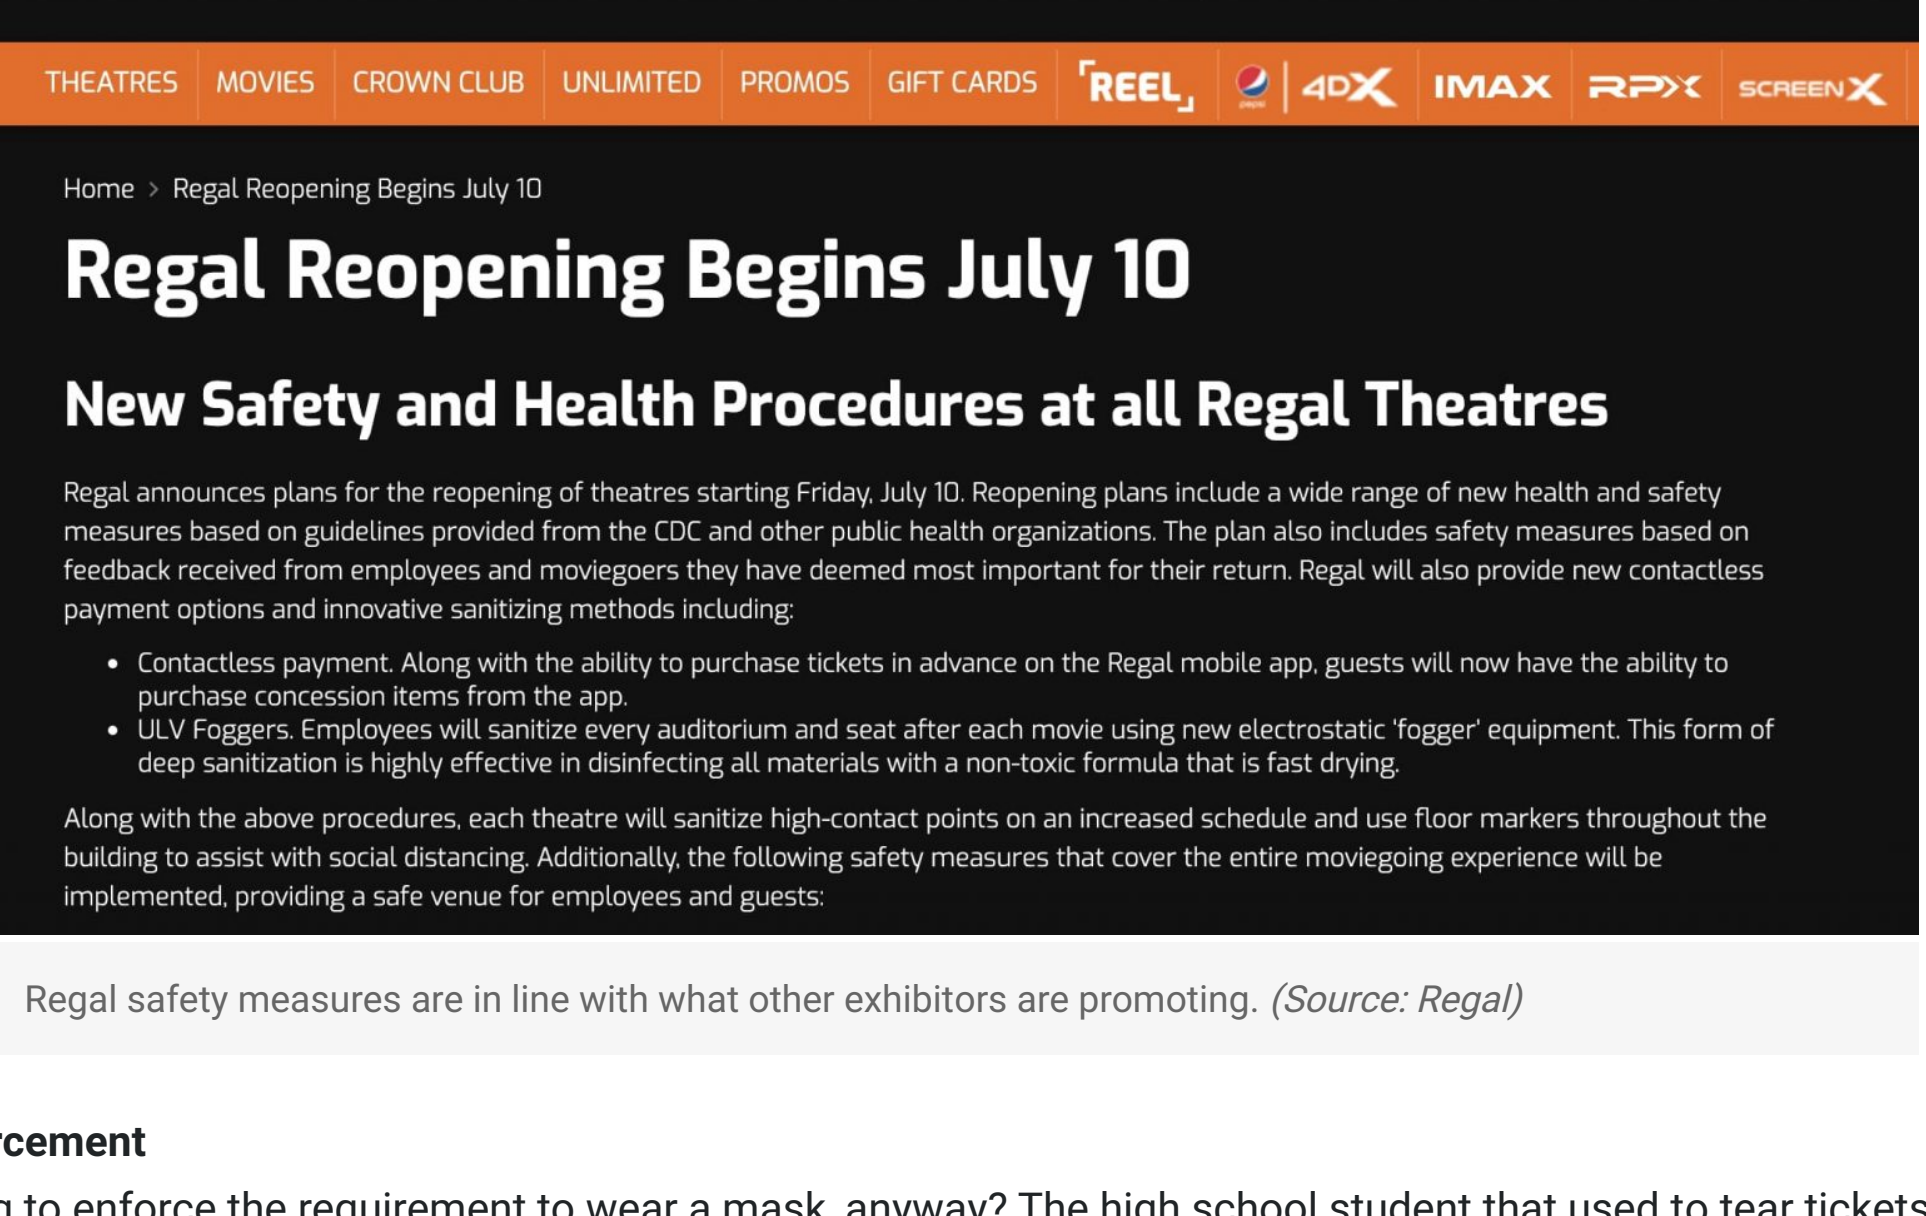 THEATRES MOVIES CROWN CLUB UNLIMITED PROMOS GIFT CARDS REEL pepsi 4DX IMAX RPX SCREENX
Home > Regal Reopening Begins July 10
Regal Reopening Begins July 10
New Safety and Health Procedures at all Regal Theatres
Regal announces plans for the reopening of theatres starting Friday, July 10. Reopening plans include a wide range of new health and safety
measures based on guidelines provided from the CDC and other public health organizations. The plan also includes safety measures based on
feedback received from employees and moviegoers they have deemed most important for their return. Regal will also provide new contactless
payment options and innovative sanitizing methods including:
• Contactless payment. Along with the ability to purchase tickets in advance on the Regal mobile app, guests will now have the ability to
purchase concession items from the app.
• ULV Foggers. Employees will sanitize every auditorium and seat after each movie using new electrostatic 'fogger' equipment. This form of
deep sanitization is highly effective in disinfecting all materials with a non-toxic formula that is fast drying.
Along with the above procedures, each theatre will sanitize high-contact points on an increased schedule and use floor markers throughout the
building to assist with social distancing. Additionally, the following safety measures that cover the entire moviegoing experience will be
implemented, providing a safe venue for employees and guests:
Regal safety measures are in line with what other exhibitors are promoting. (Source: Regal)
rcement
g to enforce the requirement to wear a mask, anyway? The high school student that used to tear tickets